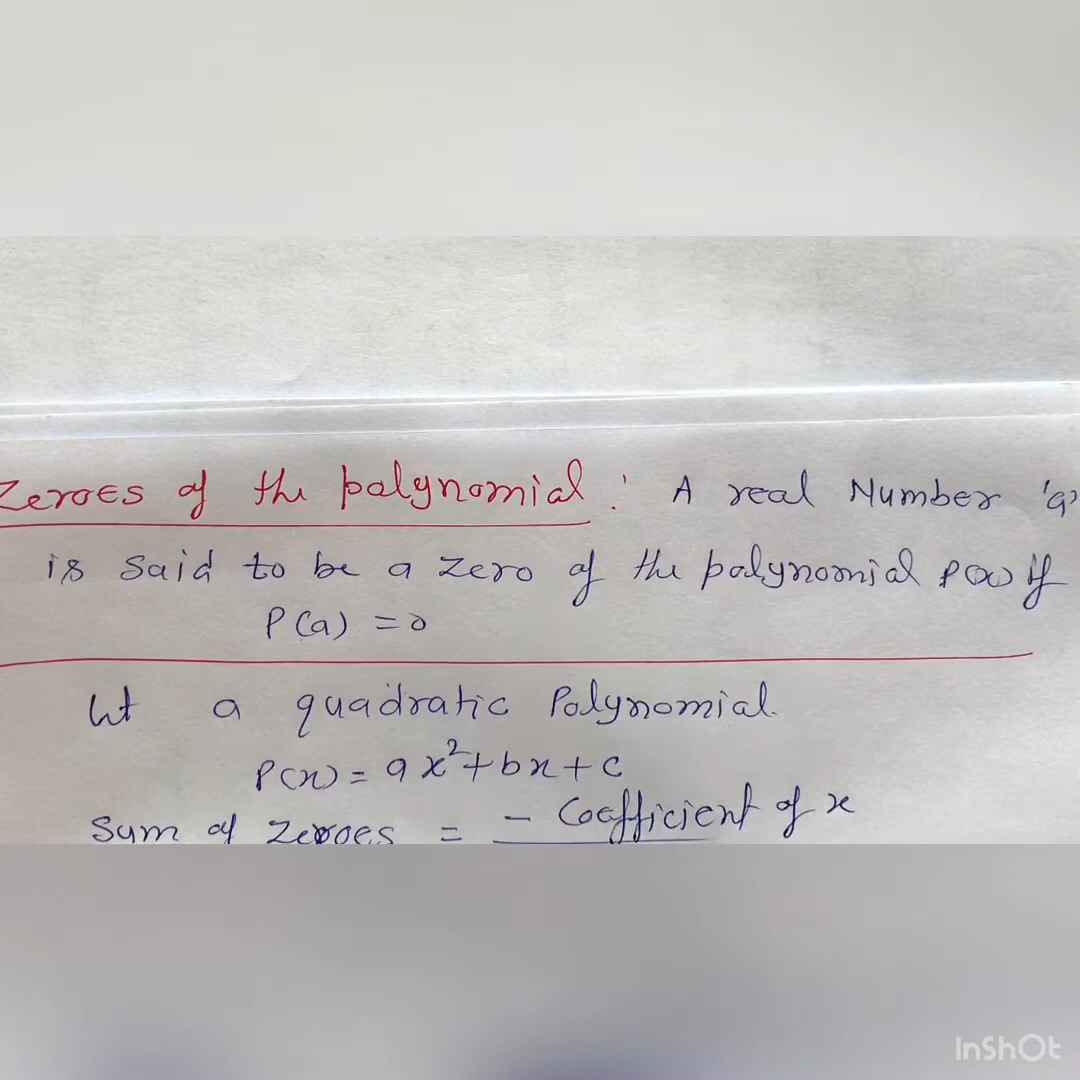 Zeroes of the polynomial : A real Number 'a'
is said to be a zero of the polynomial P(x) if
P(a) = 0
Let a quadratic Polynomial.
P(x) = ax²+bx+c
Sum of Zeroes = - Coefficient of x
InShOt